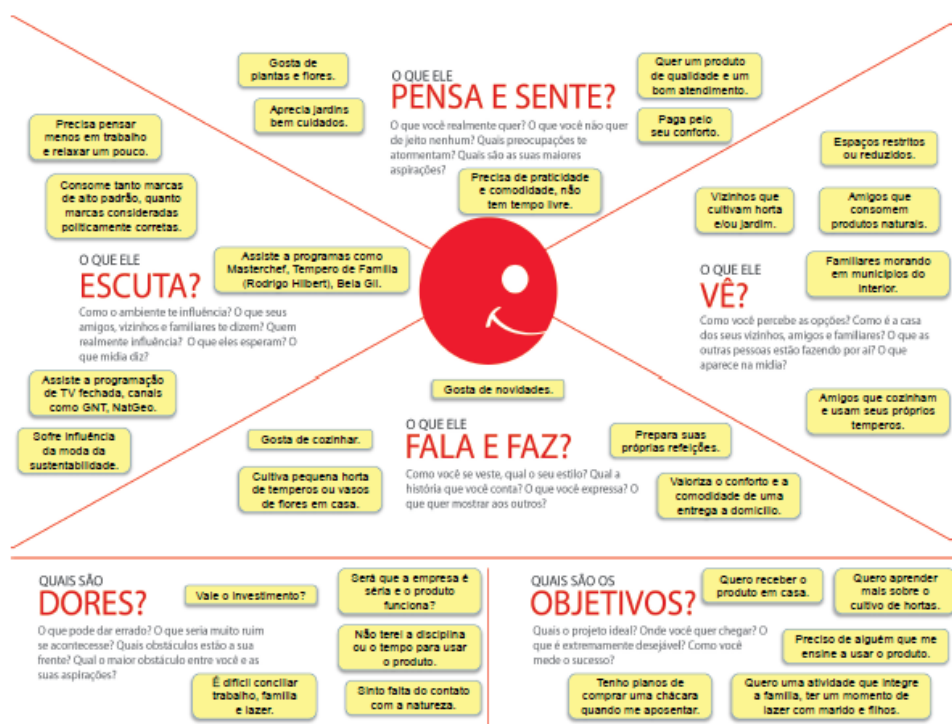 Gosta de
plantas e flores.
Aprecia jardins
bem cuidados.
O QUE ELE
PENSA E SENTE?
O que você realmente quer? O que você não quer
de jeito nenhum? Quais preocupações te
atormentam? Quais são as suas maiores
aspirações?
Quer um produto
de qualidade e um
bom atendimento.
Paga pelo
seu conforto.
Precisa de praticidade
e comodidade, não
tem tempo livre.
Precisa pensar
menos em trabalho
e relaxar um pouco.
Consome tanto marcas
de alto padrão, quanto
marcas consideradas
politicamente corretas.
O QUE ELE
ESCUTA?
Como o ambiente te influência? O que seus
amigos, vizinhos e familiares te dizem? Quem
realmente influência? O que eles esperam? O
que mídia diz?
Assiste a programas como
Masterchef, Tempero de Família
(Rodrigo Hilbert), Bela Gil.
Assiste a programação
de TV fechada, canais
como GNT, NatGeo.
Sofre influência
da moda da
sustentabilidade.
Espaços restritos
ou reduzidos.
Vizinhos que
cultivam horta
e/ou jardim.
Amigos que
consomem
produtos naturais.
Familiares morando
em municípios do
interior.
O QUE ELE
VÊ?
Como você percebe as opções? Como é a casa
dos seus vizinhos, amigos e familiares? O que as
outras pessoas estão fazendo por aí? O que
aparece na mídia?
Amigos que cozinham
e usam seus próprios
temperos.
Gosta de novidades.
O QUE ELE
FALA E FAZ?
Como você se veste, qual o seu estilo? Qual a
história que você conta? O que você expressa? O
que quer mostrar aos outros?
Gosta de cozinhar.
Cultiva pequena horta
de temperos ou vasos
de flores em casa.
Prepara suas
próprias refeições.
Valoriza o conforto e a
comodidade de uma
entrega a domicílio.
QUAIS SÃO
DORES?
O que pode dar errado? O que seria muito ruim
se acontecesse? Quais obstáculos estão a sua
frente? Qual o maior obstáculo entre você e as
suas aspirações?
Vale o investimento?
Será que a empresa é
séria e o produto
funciona?
Não terei a disciplina
ou o tempo para usar
o produto.
É difícil conciliar
trabalho, família
e lazer.
Sinto falta do contato
com a natureza.
QUAIS SÃO OS
OBJETIVOS?
Quais o projeto ideal? Onde você quer chegar? O
que é extremamente desejável? Como você
mede o sucesso?
Quero receber o
produto em casa.
Quero aprender
mais sobre o
cultivo de hortas.
Preciso de alguém que me
ensine a usar o produto.
Tenho planos de
comprar uma chácara
quando me aposentar.
Quero uma atividade que integre
a família, ter um momento de
lazer com marido e filhos.